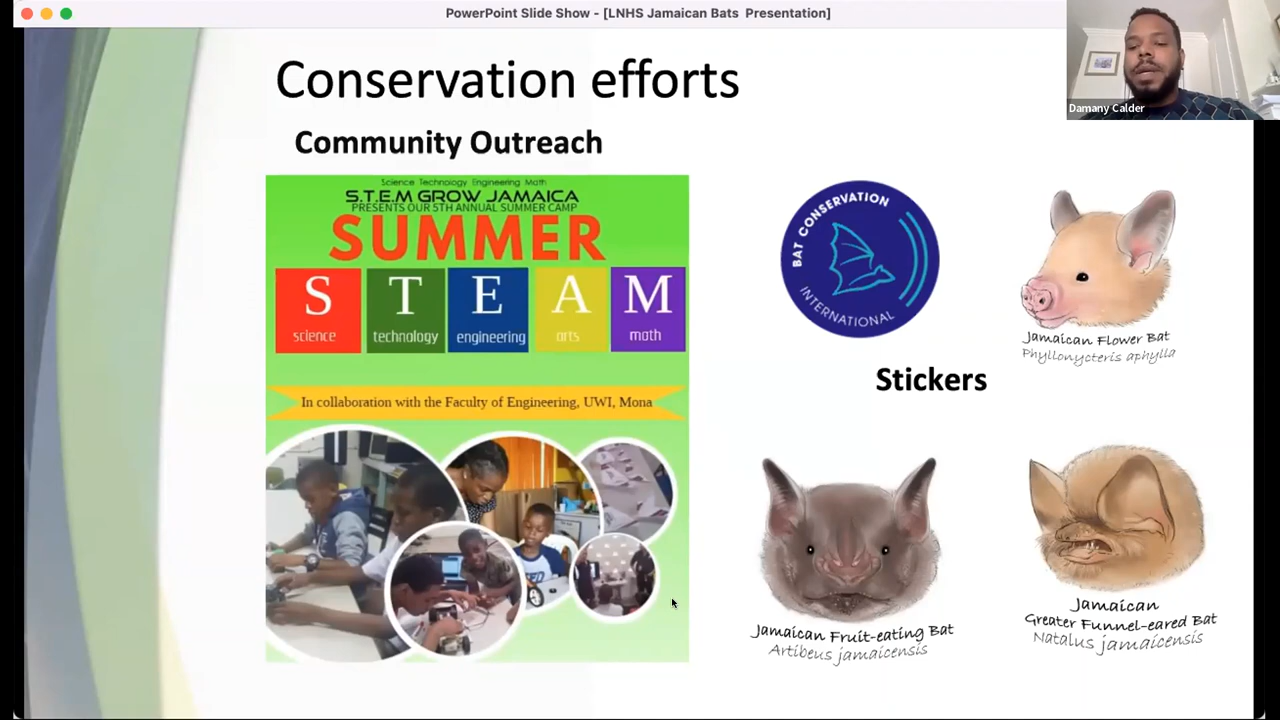 PowerPoint Slide Show - [LNHS Jamaican Bats  Presentation]
Damany Calder
Conservation efforts
Community Outreach
Science Technology Engineering Math
S.T.E.M GROW JAMAICA
PRESENTS OUR 5TH ANNUAL SUMMER CAMP
SUMMER
S T E A M
science technology engineering arts math
In collaboration with the Faculty of Engineering, UWI, Mona
BAT CONSERVATION
INTERNATIONAL
Jamaican Flower Bat
Phyllonycteris aphylla
Stickers
Jamaican Fruit-eating Bat
Artibeus jamaicensis
Jamaican
Greater Funnel-eared Bat
Natalus jamaicensis